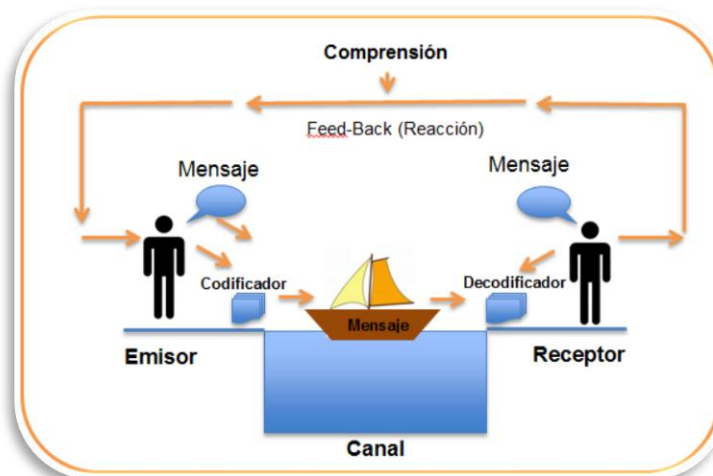 Comprensión
Feed-Back (Reacción)
Mensaje
Mensaje
Codificador
Decodificador
Mensaje
Emisor
Receptor
Canal